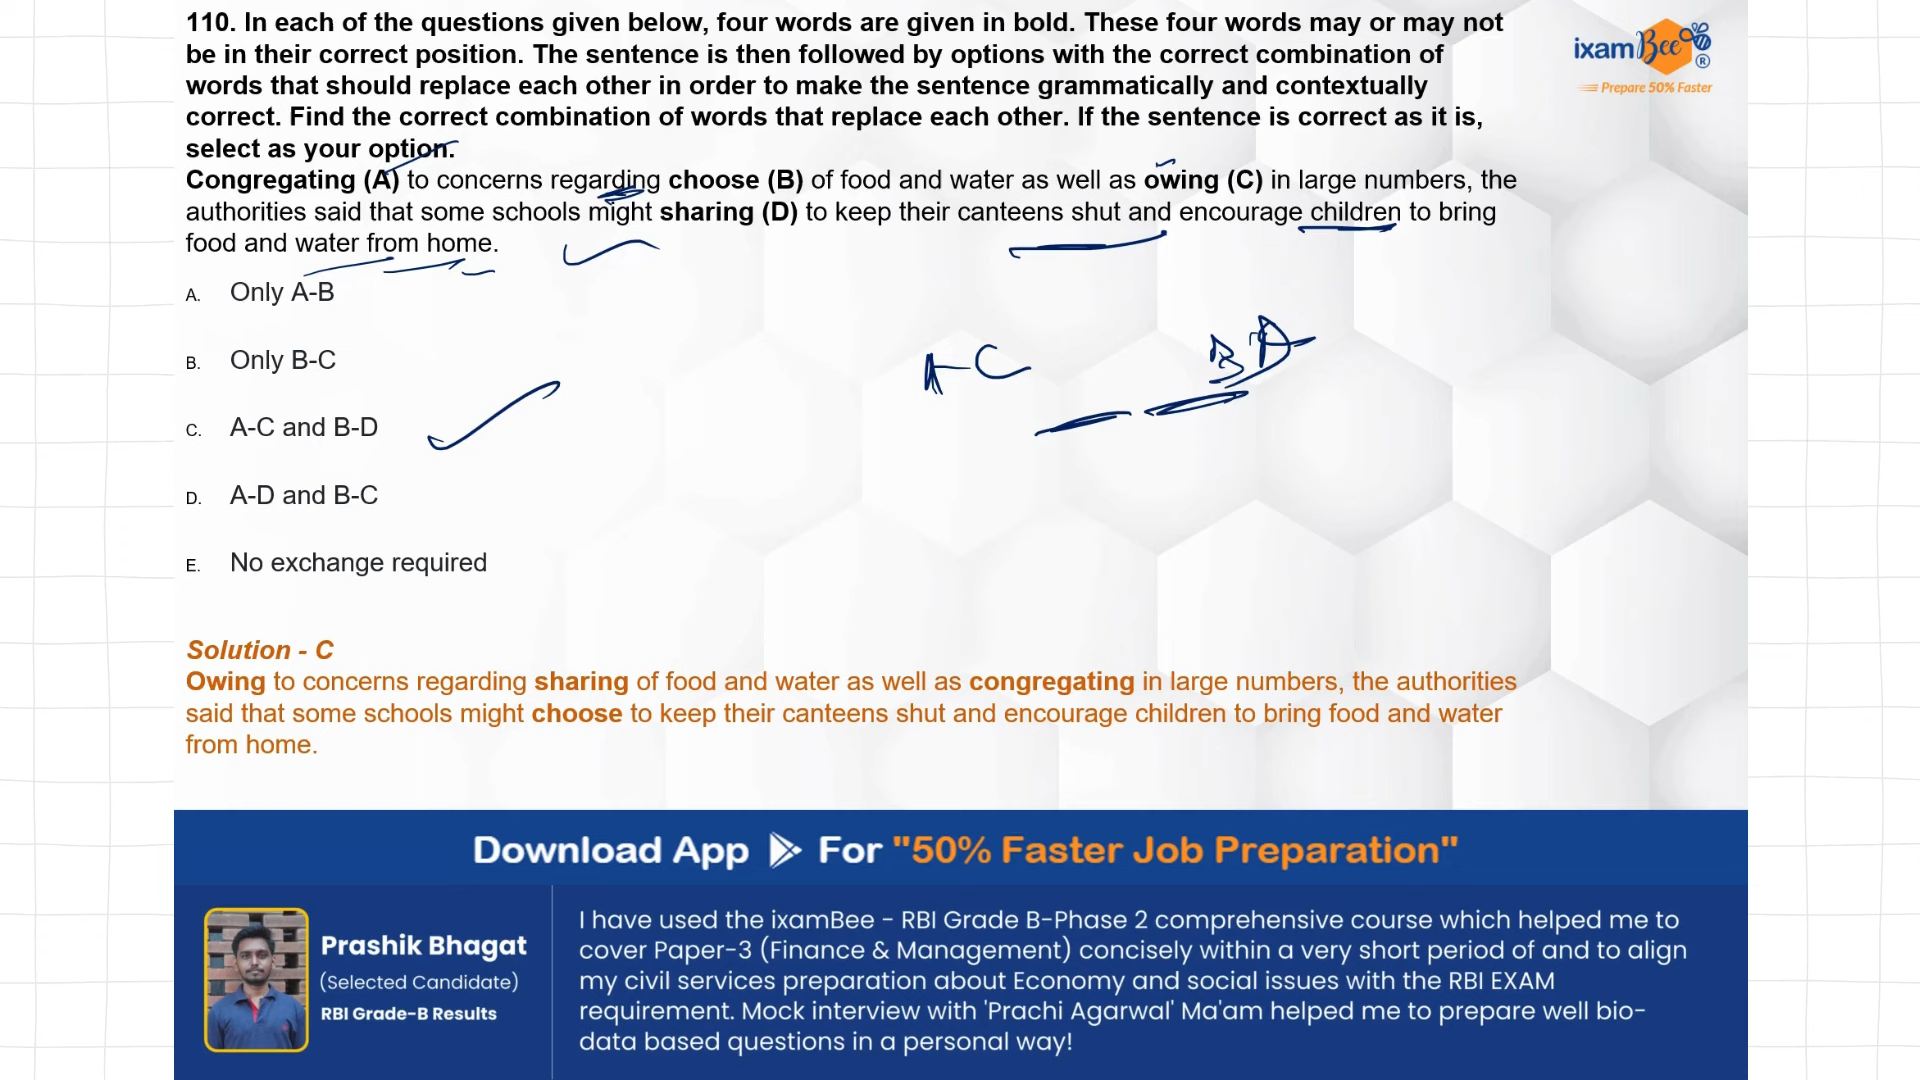 110. In each of the questions given below, four words are given in bold. These four words may or may not
be in their correct position. The sentence is then followed by options with the correct combination of
words that should replace each other in order to make the sentence grammatically and contextually
correct. Find the correct combination of words that replace each other. If the sentence is correct as it is,
select as your option.
Congregating (A) to concerns regarding choose (B) of food and water as well as owing (C) in large numbers, the
authorities said that some schools might sharing (D) to keep their canteens shut and encourage children to bring
food and water from home.
A. Only A-B
B. Only B-C
C. A-C and B-D
D. A-D and B-C
E. No exchange required
A-C BD
Solution - C
Owing to concerns regarding sharing of food and water as well as congregating in large numbers, the authorities
said that some schools might choose to keep their canteens shut and encourage children to bring food and water
from home.
ixamBee ®
Prepare 50% Faster
Download App For "50% Faster Job Preparation"
Prashik Bhagat
(Selected Candidate)
RBI Grade-B Results
I have used the ixamBee - RBI Grade B-Phase 2 comprehensive course which helped me to
cover Paper-3 (Finance & Management) concisely within a very short period of and to align
my civil services preparation about Economy and social issues with the RBI EXAM
requirement. Mock interview with 'Prachi Agarwal' Ma'am helped me to prepare well bio-
data based questions in a personal way!